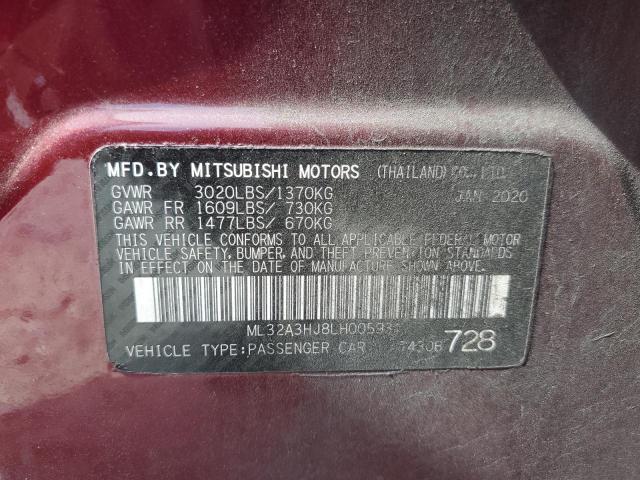 MFD.BY MITSUBISHI MOTORS (THAILAND) CO., LTD.
GVWR 3020LBS/1370KG JAN 2020
GAWR FR 1609LBS/ 730KG
GAWR RR 1477LBS/ 670KG
THIS VEHICLE CONFORMS TO ALL APPLICABLE FEDERAL MOTOR
VEHICLE SAFETY, BUMPER, AND THEFT PREVENTION STANDARDS
IN EFFECT ON THE DATE OF MANUFACTURE SHOWN ABOVE.
VEHICLE TYPE:PASSENGER CAR 74306 728